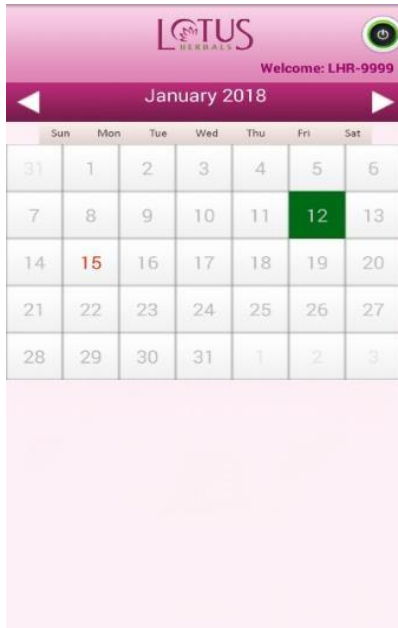 LOTUS
HERBALS
Welcome: LHR-9999
January 2018
Sun Mon Tue Wed Thu Fri Sat
31 1 2 3 4 5 6
7 8 9 10 11 12 13
14 15 16 17 18 19 20
21 22 23 24 25 26 27
28 29 30 31 1 2 3